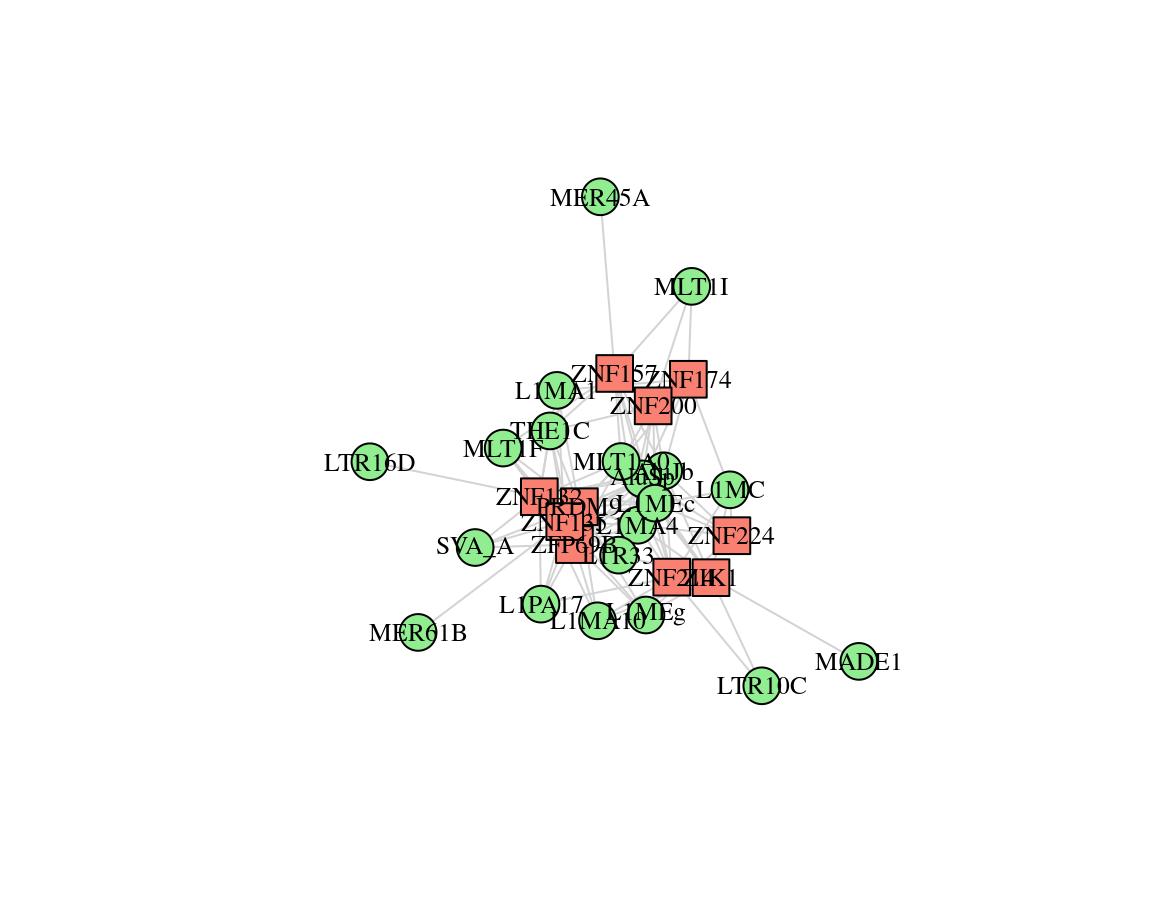 MER45A
MLT1I
ZNF157
ZNF174
L1MA1
ZNF200
THE1C
MLT1F
LTR16D
MLT1A0
AluJb
AluSp
L1MC
ZNF132
PRDM9
L1MEc
ZNF135
L1MA4
ZNF224
SVA_A
ZFP69B
LTR33
ZNF214
ZIK1
L1PA17
L1MA10
L1MEg
MER61B
MADE1
LTR10C